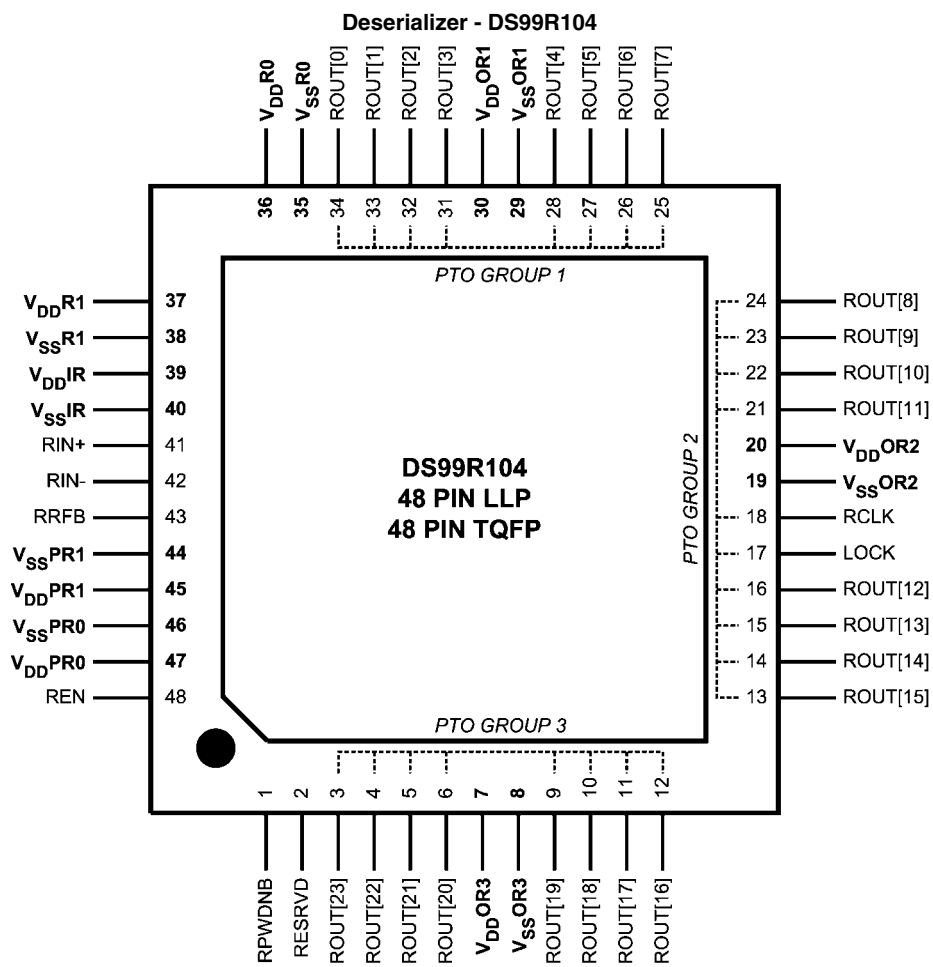 Deserializer - DS99R104
VDDR0
VSSR0
ROUT[0]
ROUT[1]
ROUT[2]
ROUT[3]
VDDOR1
VSSOR1
ROUT[4]
ROUT[5]
ROUT[6]
ROUT[7]
36 35 34 33 32 31 30 29 28 27 26 25
PTO GROUP 1
VDDR1 37
VSSR1 38
VDDIR 39
VSSIR 40
RIN+ 41
RIN- 42
RRFB 43
VSSPR1 44
VDDPR1 45
VSSPR0 46
VDDPR0 47
REN 48
DS99R104
48 PIN LLP
48 PIN TQFP
PTO GROUP 2
24 ROUT[8]
23 ROUT[9]
22 ROUT[10]
21 ROUT[11]
20 VDDOR2
19 VSSOR2
18 RCLK
17 LOCK
16 ROUT[12]
15 ROUT[13]
14 ROUT[14]
13 ROUT[15]
PTO GROUP 3
1 2 3 4 5 6 7 8 9 10 11 12
RPWDNB
RESRVD
ROUT[23]
ROUT[22]
ROUT[21]
ROUT[20]
VDDOR3
VSSOR3
ROUT[19]
ROUT[18]
ROUT[17]
ROUT[16]